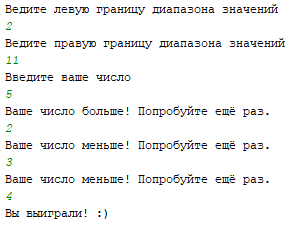 Ведите левую границу диапазона значений
2
Ведите правую границу диапазона значений
11
Введите ваше число
5
Ваше число больше! Попробуйте ещё раз.
2
Ваше число меньше! Попробуйте ещё раз.
3
Ваше число меньше! Попробуйте ещё раз.
4
Вы выиграли! :)